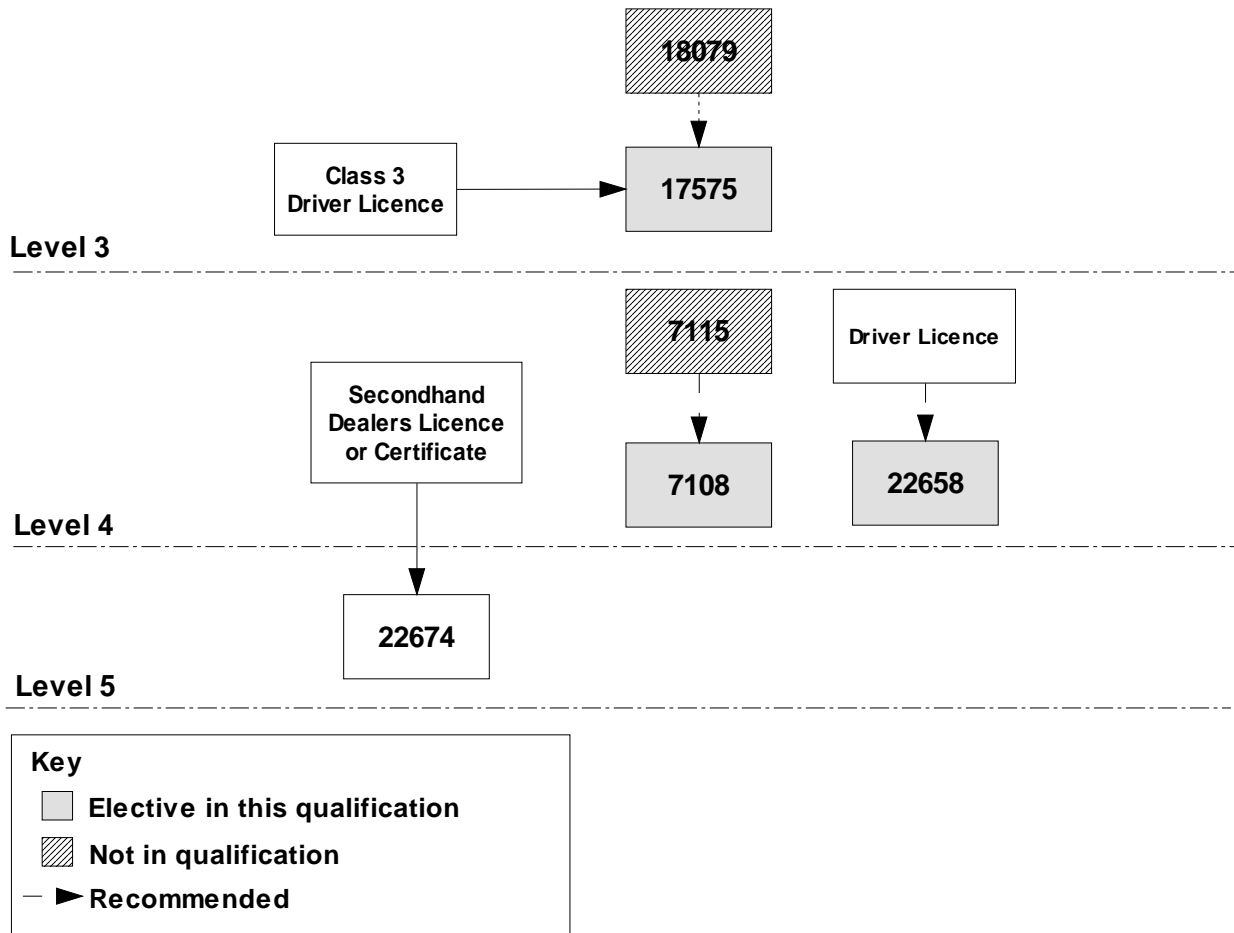 18079
Class 3
Driver Licence
17575
Level 3
7115
Driver Licence
Secondhand
Dealers Licence
or Certificate
7108
22658
Level 4
22674
Level 5
Key
Elective in this qualification
Not in qualification
Recommended